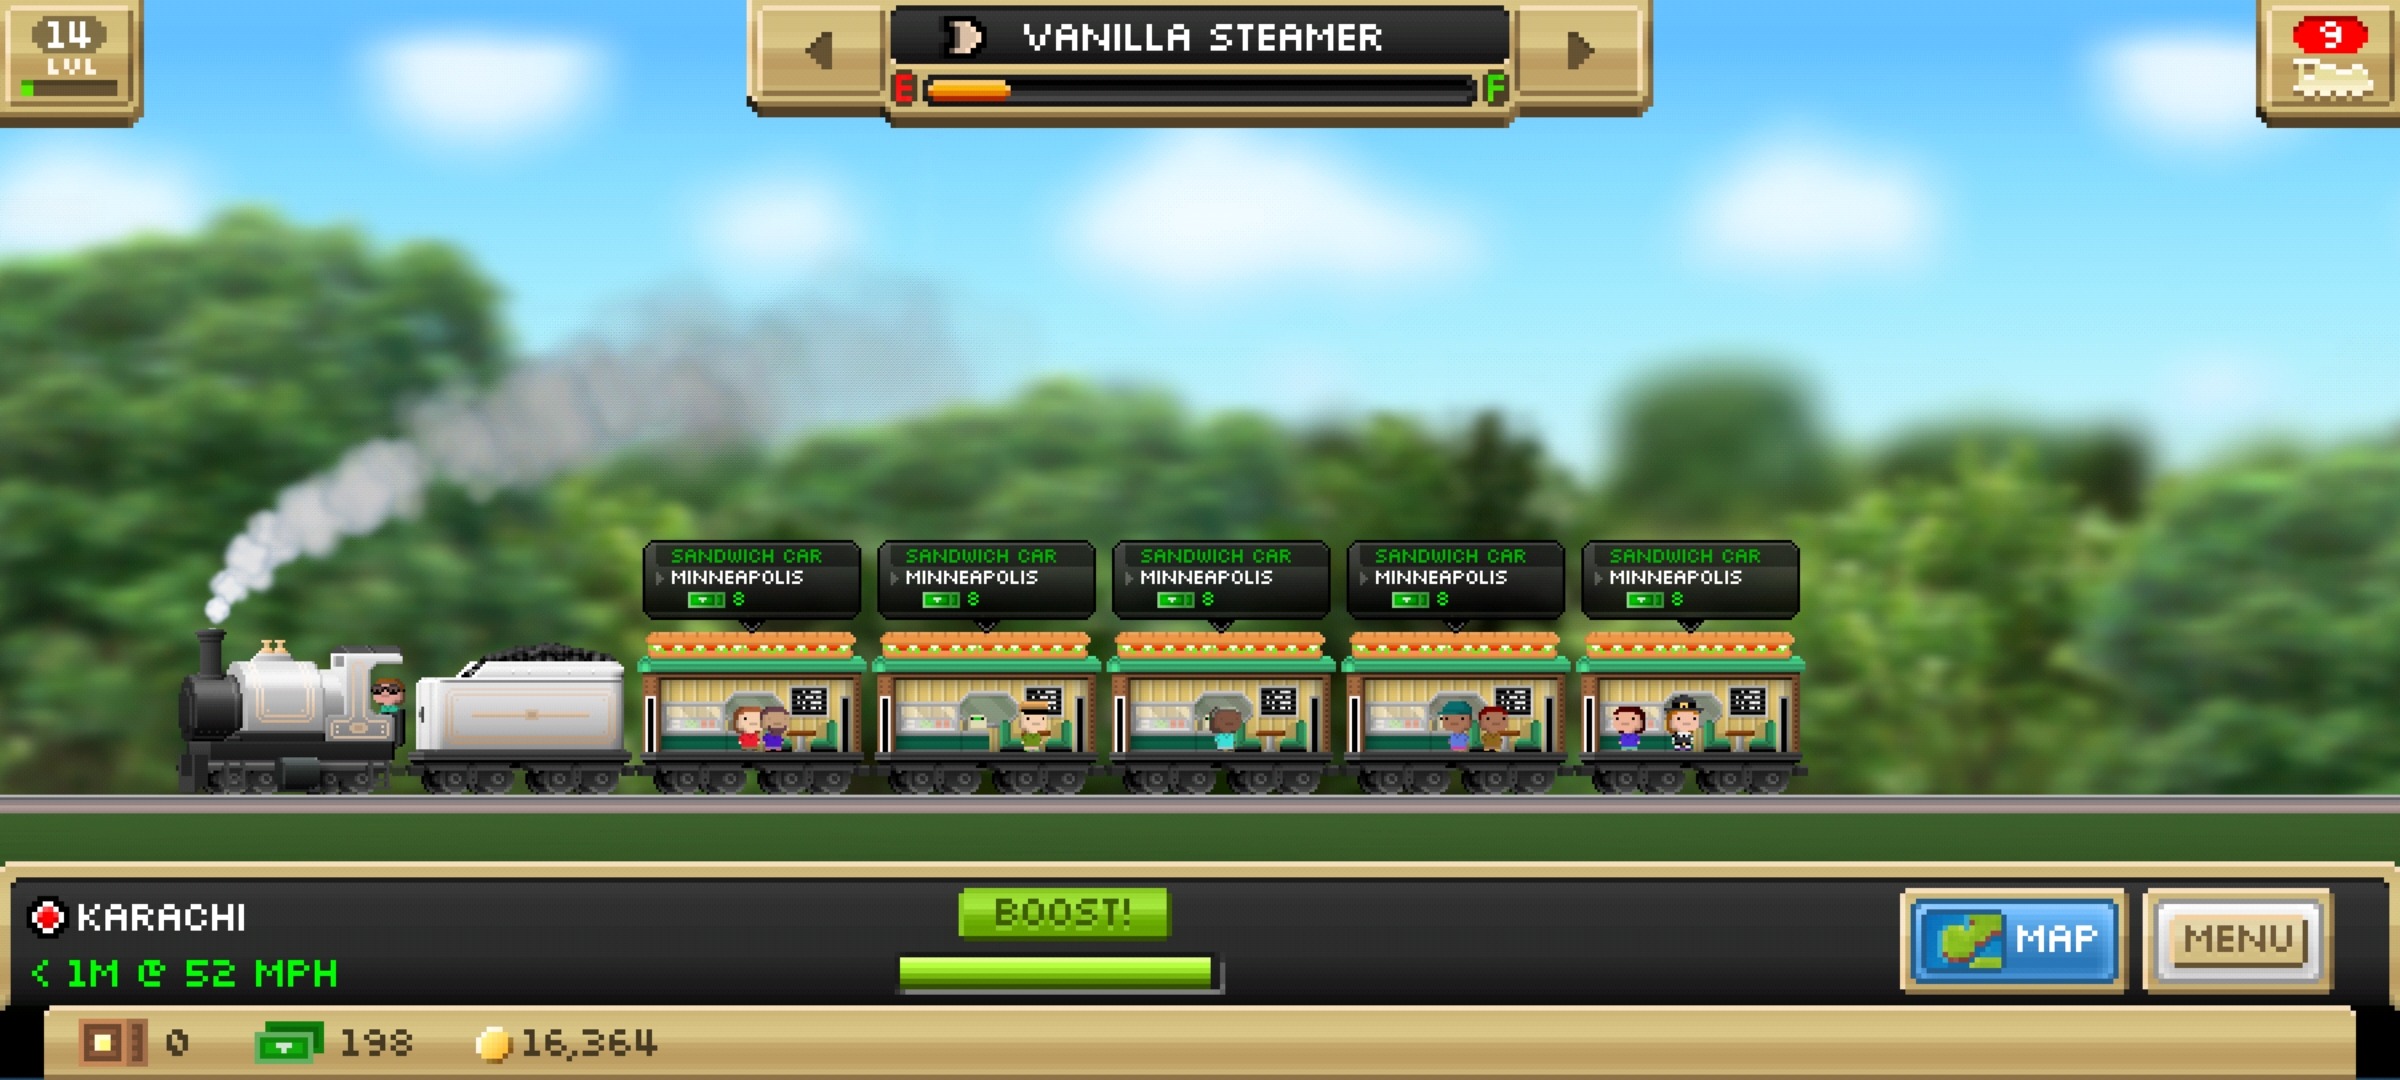 14
LVL
VANILLA STEAMER
E F
9
SANDWICH CAR
MINNEAPOLIS
8
SANDWICH CAR
MINNEAPOLIS
8
SANDWICH CAR
MINNEAPOLIS
8
SANDWICH CAR
MINNEAPOLIS
8
SANDWICH CAR
MINNEAPOLIS
8
KARACHI
< 1M @ 52 MPH
BOOST!
MAP
MENU
0
198
16,364